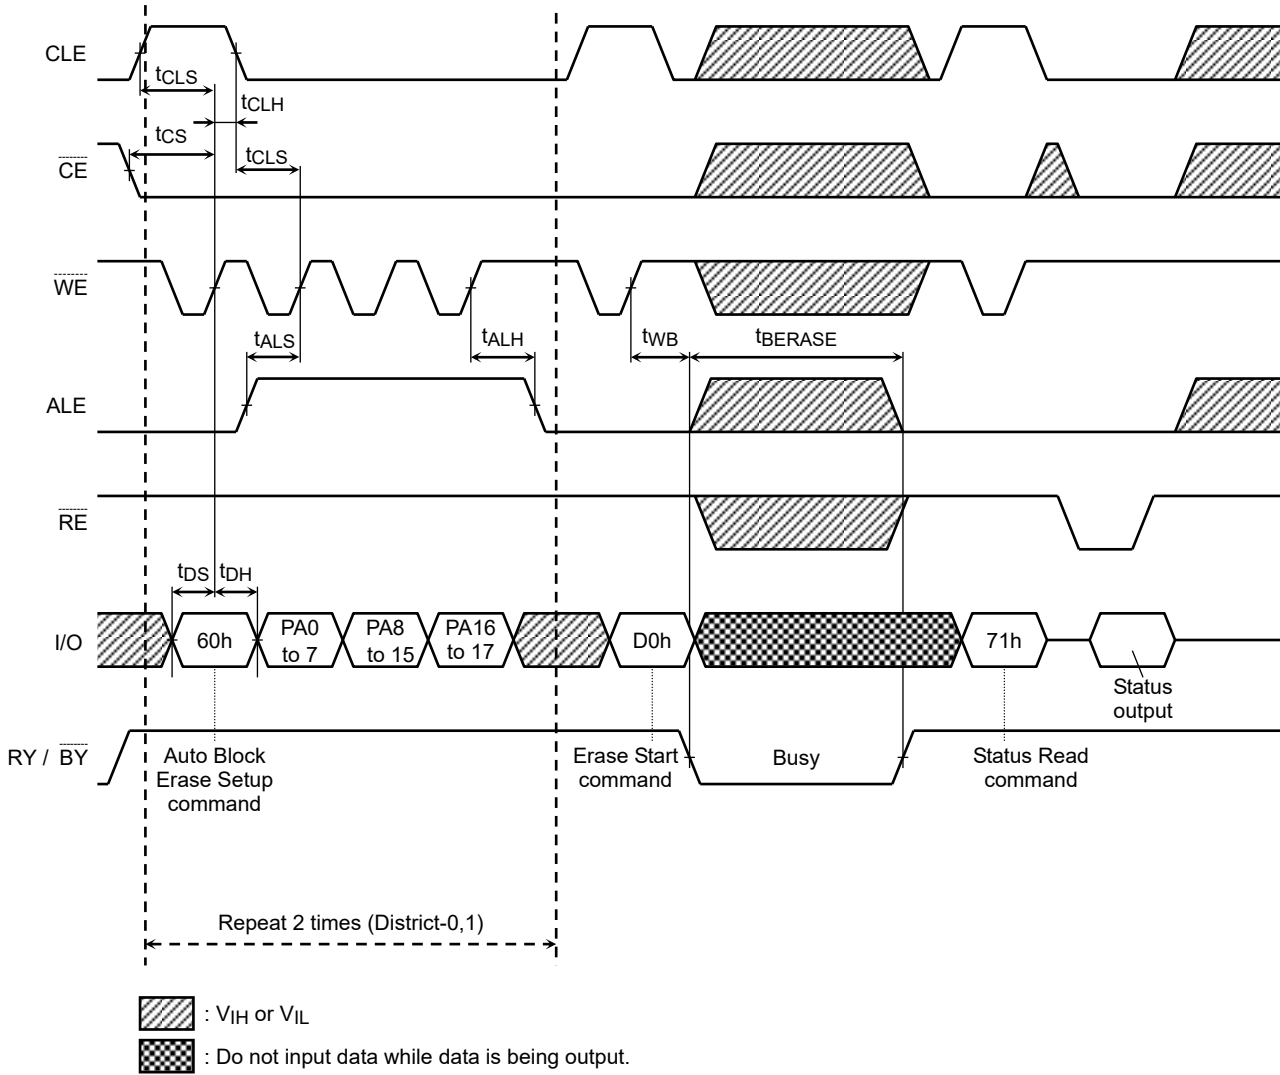 CLE
tCLS
tCLH
tCS
CE
tCLS
WE
tALS
tALH
tWB
tBERASE
ALE
RE
tDS
tDH
I/O
60h
PA0
to 7
PA8
to 15
PA16
to 17
D0h
71h
Status
output
RY / BY
Auto Block
Erase Setup
command
Erase Start
command
Busy
Status Read
command
Repeat 2 times (District-0,1)
: VIH or VIL
: Do not input data while data is being output.